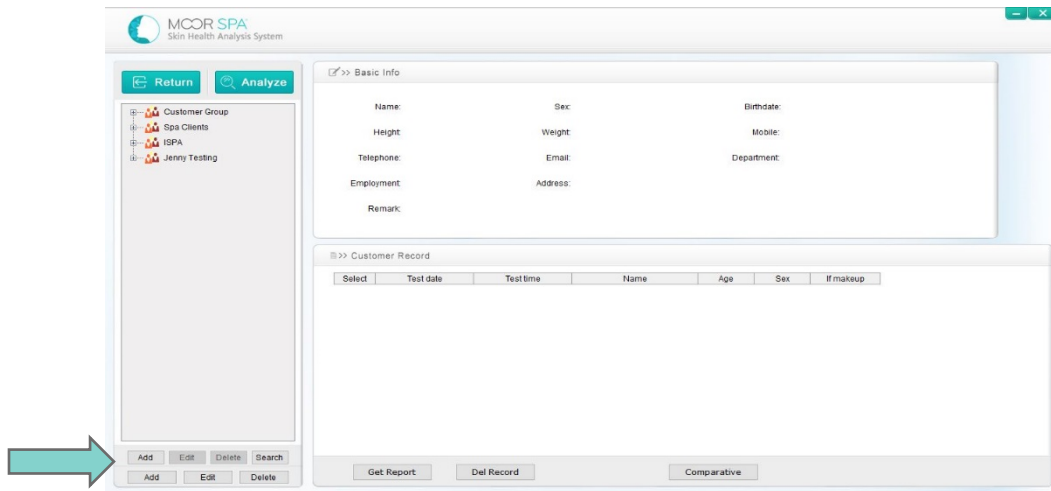 MOOR SPA
Skin Health Analysis System
Return
Analyze
Customer Group
Spa Clients
ISPA
Jenny Testing
Add Edit Delete Search
Add Edit Delete
>> Basic Info
Name: Sex: Birthdate:
Height: Weight: Mobile:
Telephone: Email: Department:
Employment: Address:
Remark:
>> Customer Record
Select Test date Test time Name Age Sex If makeup
Get Report Del Record Comparative